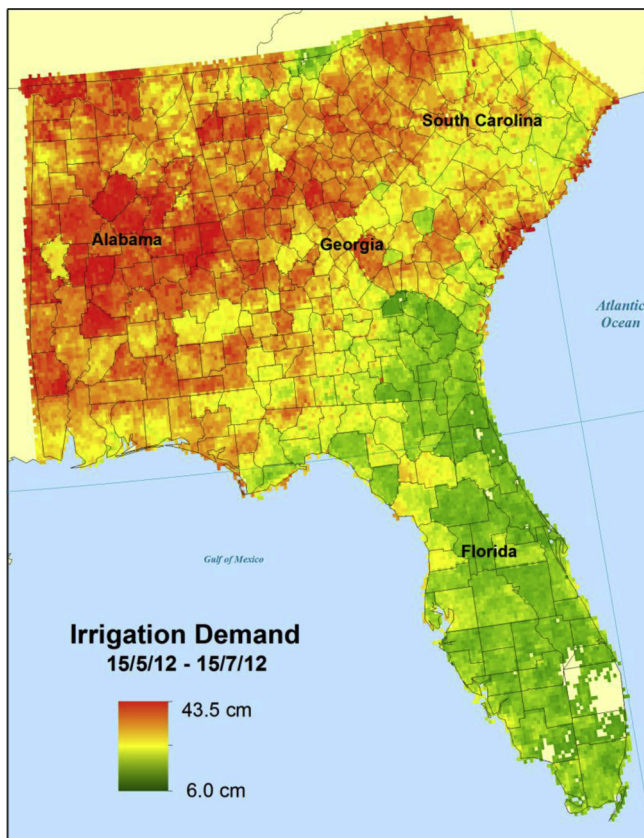 South Carolina
Alabama
Georgia
Atlantic
Ocean
Florida
Gulf of Mexico
Irrigation Demand
15/5/12 - 15/7/12
43.5 cm
6.0 cm